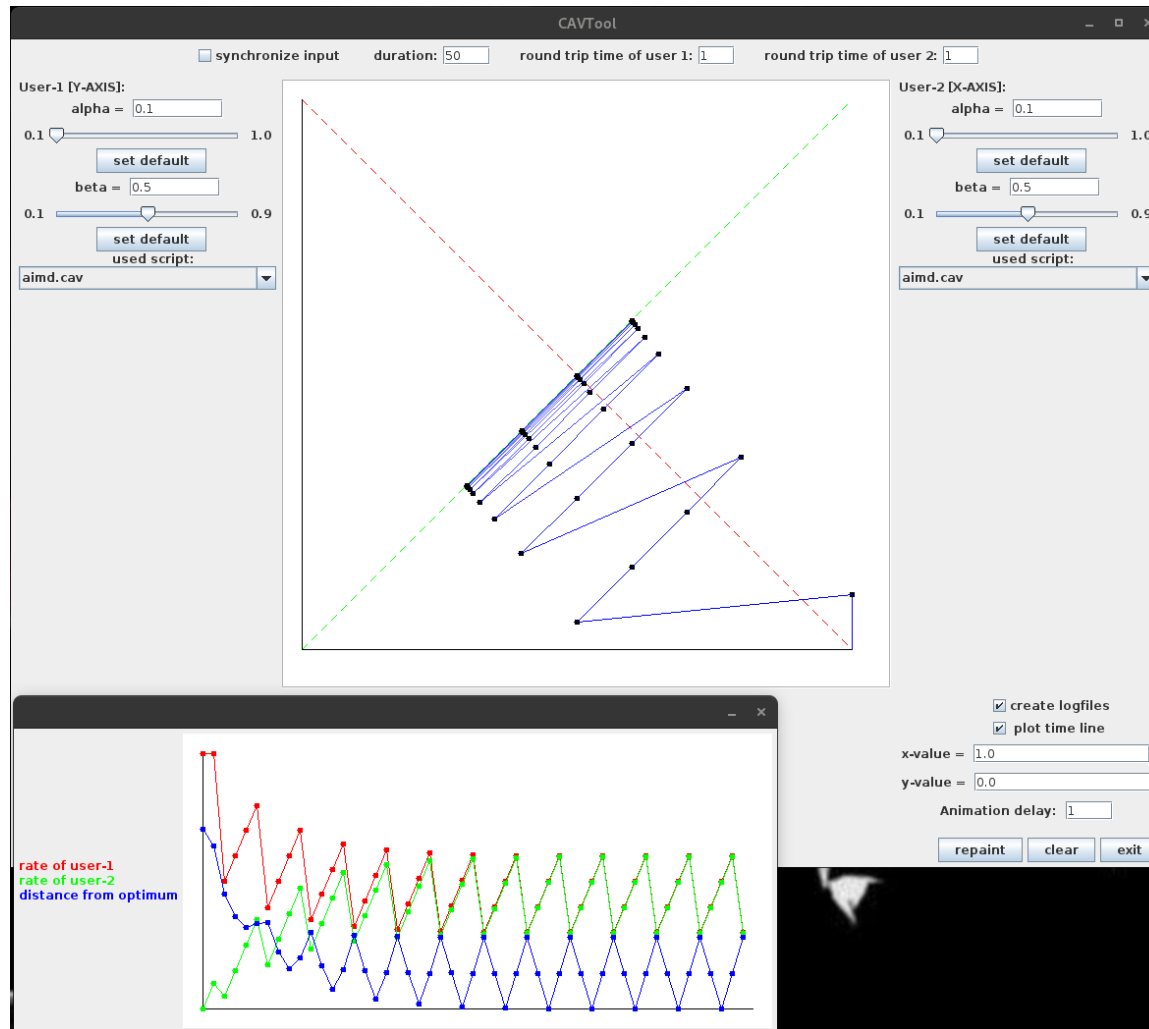 CAVTool
synchronize input duration: 50 round trip time of user 1: 1 round trip time of user 2: 1
User-1 [Y-AXIS]:
alpha = 0.1
0.1 1.0
set default
beta = 0.5
0.1 0.9
set default
used script:
aimd.cav
User-2 [X-AXIS]:
alpha = 0.1
0.1 1.0
set default
beta = 0.5
0.1 0.9
set default
used script:
aimd.cav
create logfiles
plot time line
x-value = 1.0
y-value = 0.0
Animation delay: 1
repaint clear exit
rate of user-1
rate of user-2
distance from optimum